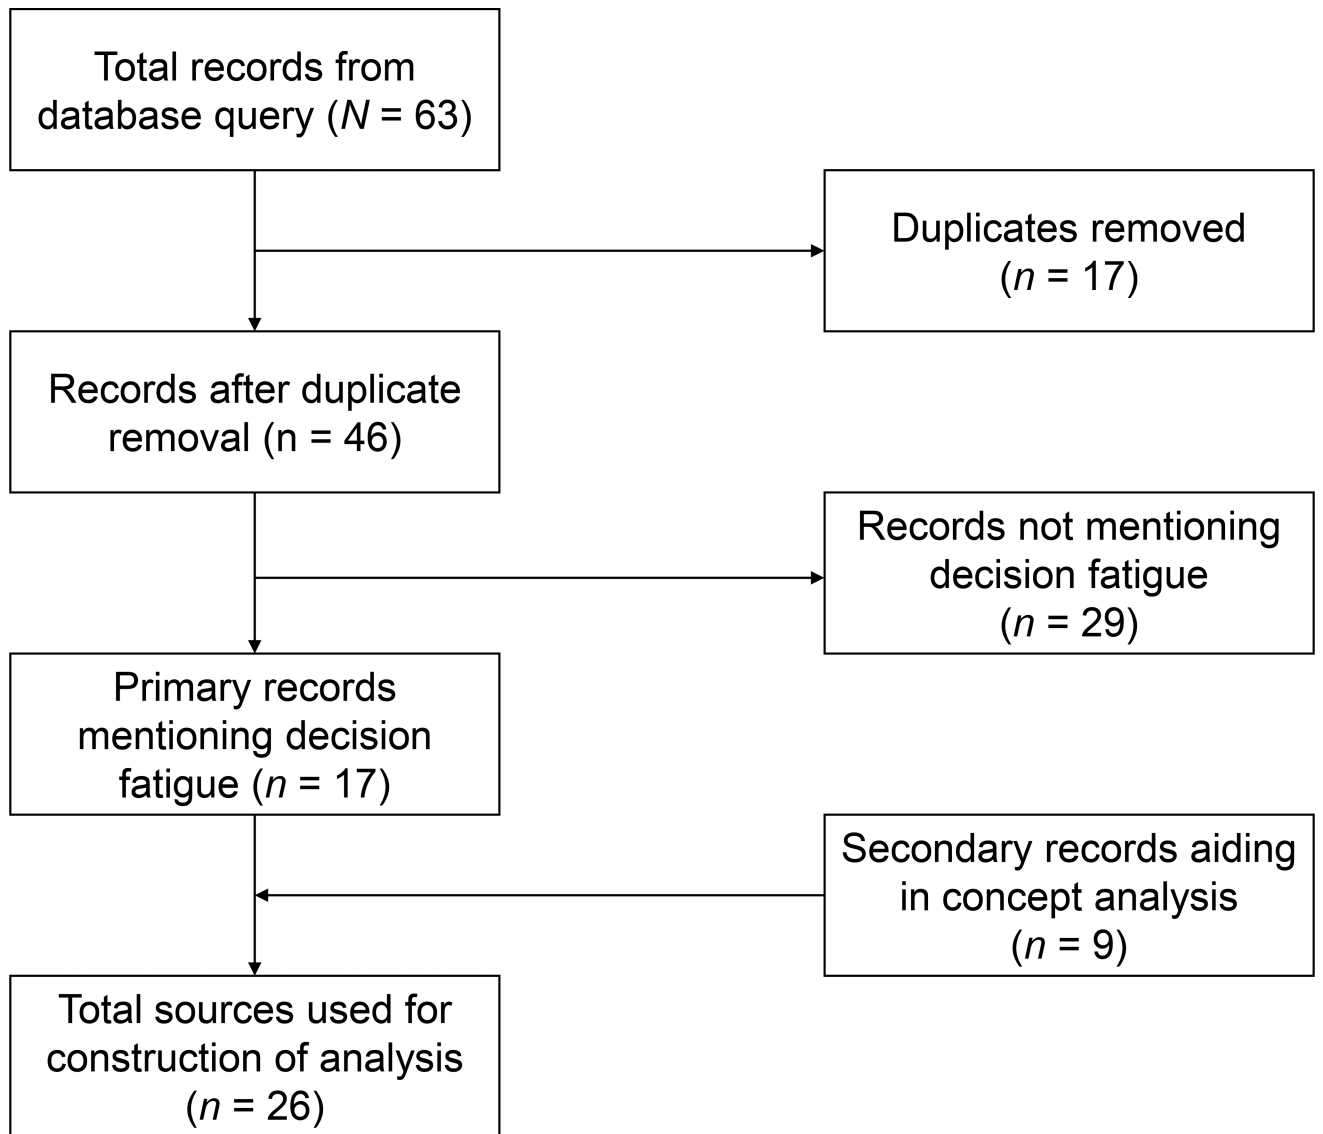 Total records from
database query (N = 63)
Duplicates removed
(n = 17)
Records after duplicate
removal (n = 46)
Records not mentioning
decision fatigue
(n = 29)
Primary records
mentioning decision
fatigue (n = 17)
Secondary records aiding
in concept analysis
(n = 9)
Total sources used for
construction of analysis
(n = 26)